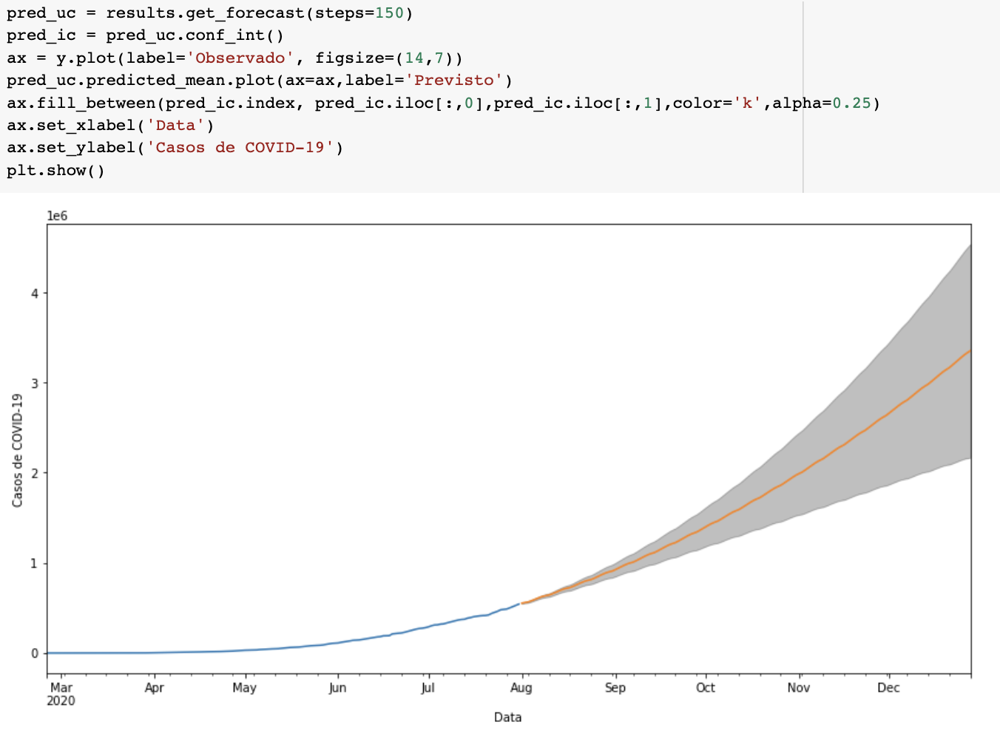 pred_uc = results.get_forecast(steps=150)
pred_ic = pred_uc.conf_int()
ax = y.plot(label='Observado', figsize=(14,7))
pred_uc.predicted_mean.plot(ax=ax,label='Previsto')
ax.fill_between(pred_ic.index, pred_ic.iloc[:,0],pred_ic.iloc[:,1],color='k',alpha=0.25)
ax.set_xlabel('Data')
ax.set_ylabel('Casos de COVID-19')
plt.show()
1e6
4
3
2
1
0
Casos de COVID-19
Mar Apr May Jun Jul Aug Sep Oct Nov Dec
2020
Data